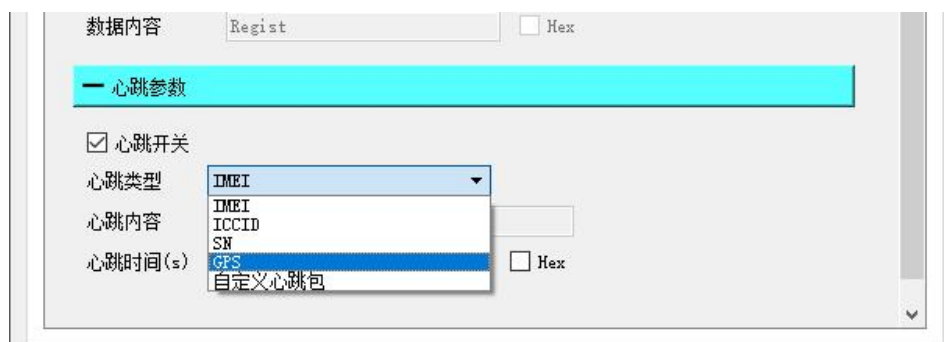 数据内容 Regist Hex
心跳参数
心跳开关
心跳类型 IMEI
IMEI
心跳内容 ICCID
SN
心跳时间(s) GPS Hex
自定义心跳包